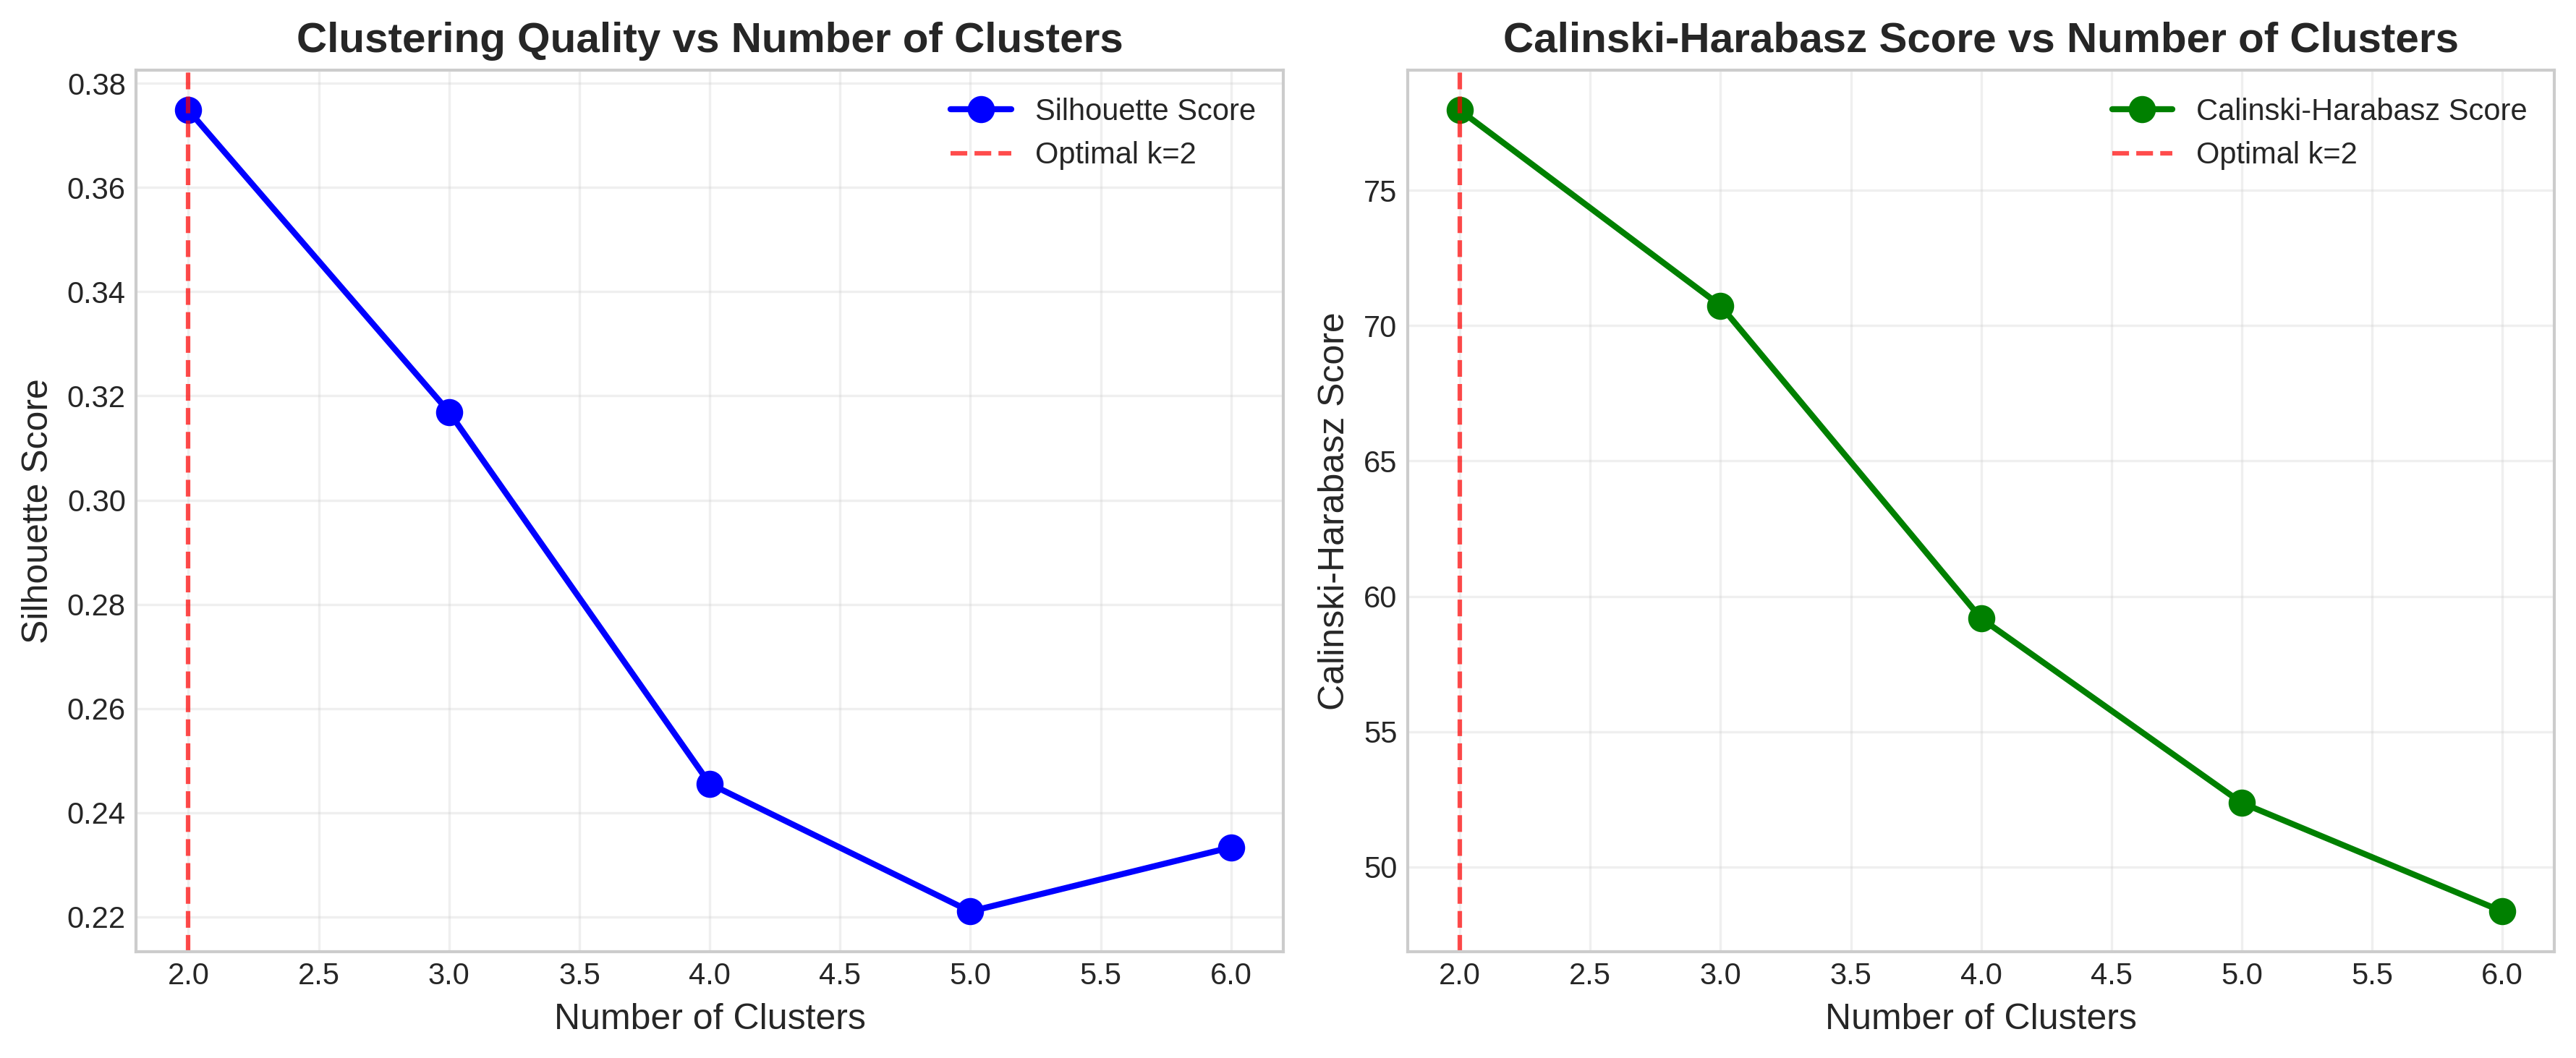 Clustering Quality vs Number of Clusters
Silhouette Score
Optimal k=2
0.38
0.36
0.34
0.32
0.30
0.28
0.26
0.24
0.22
Silhouette Score
2.0 2.5 3.0 3.5 4.0 4.5 5.0 5.5 6.0
Number of Clusters
Calinski-Harabasz Score vs Number of Clusters
Calinski-Harabasz Score
Optimal k=2
75
70
65
60
55
50
Calinski-Harabasz Score
2.0 2.5 3.0 3.5 4.0 4.5 5.0 5.5 6.0
Number of Clusters